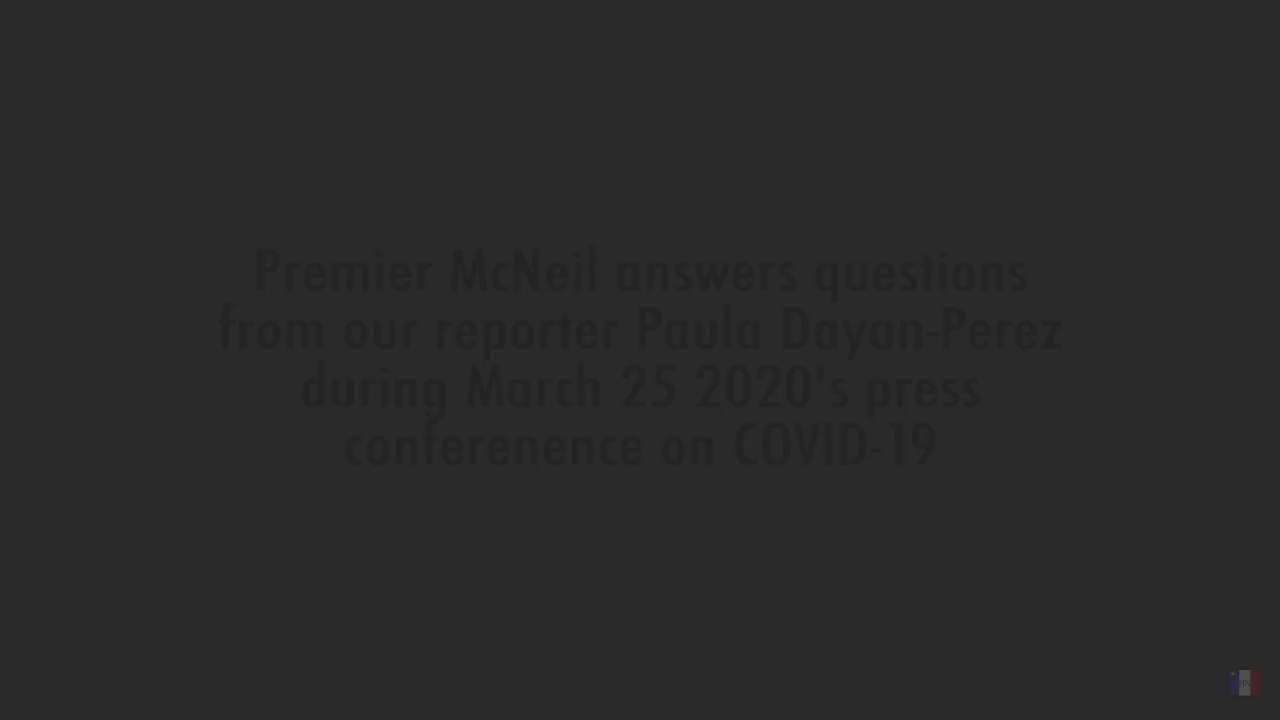 Premier McNeil answers questions
from our reporter Paula Dayan-Perez
during March 25 2020's press
conferenence on COVID-19